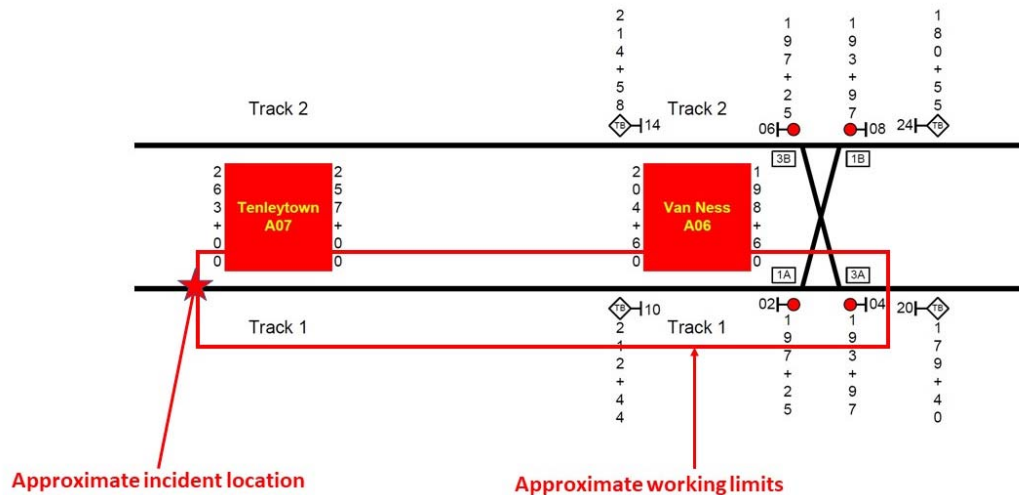 214+58
197+25
193+97
180+55
Track 2
Track 2
TB
14
06
08
24
TB
3B
1B
263+00
Tenleytown
A07
257+00
204+60
Van Ness
A06
198+60
1A
3A
TB
10
02
04
20
TB
Track 1
Track 1
212+44
197+25
193+97
179+40
Approximate incident location
Approximate working limits